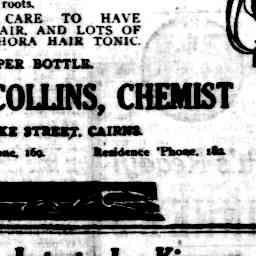 roots.
CARE TO HAVE
AIR, AND LOTS OF
HORA HAIR TONIC.
PER BOTTLE.
COLLINS, CHEMIST
KE STREET, CAIRNS.
one, 169. Residence 'Phone, 182